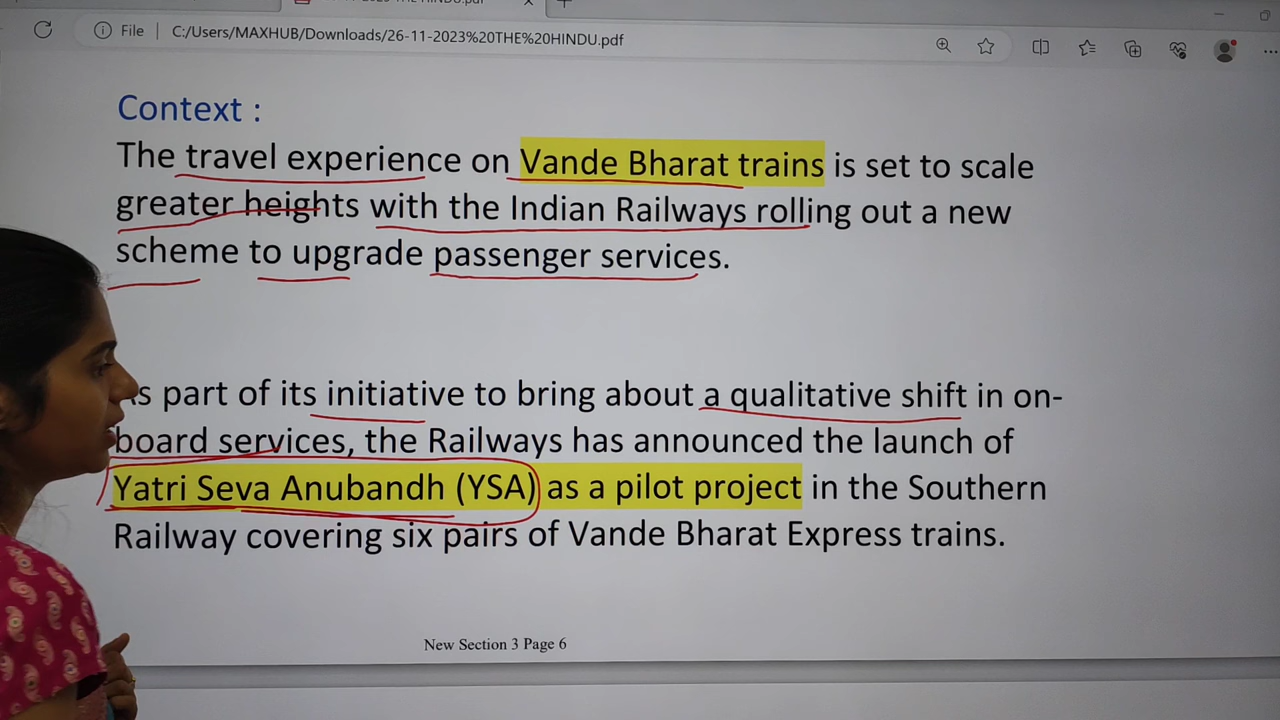 File
C:/Users/MAXHUB/Downloads/26-11-2023%20THE%20HINDU.pdf
Context :
The travel experience on Vande Bharat trains is set to scale
greater heights with the Indian Railways rolling out a new
scheme to upgrade passenger services.
s part of its initiative to bring about a qualitative shift in on-
board services, the Railways has announced the launch of
Yatri Seva Anubandh (YSA) as a pilot project in the Southern
Railway covering six pairs of Vande Bharat Express trains.
New Section 3 Page 6